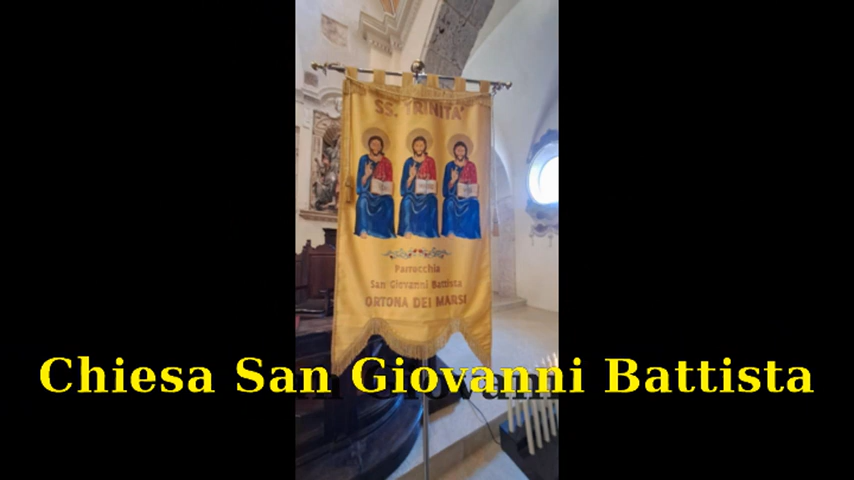 SS. TRINITA'
Parrocchia
San Giovanni Battista
ORTONA DEI MARSI
Chiesa San Giovanni Battista